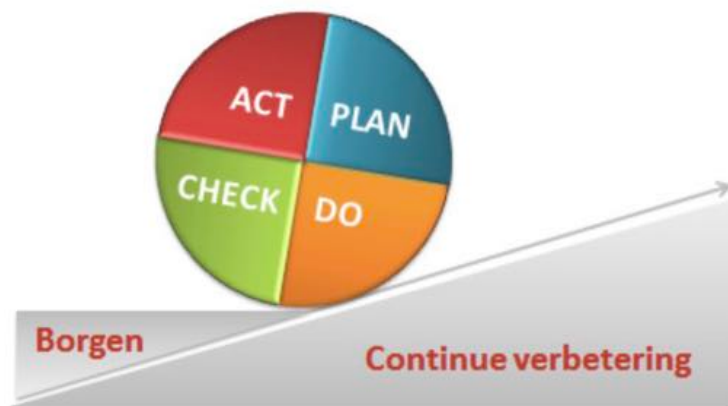 ACT
PLAN
CHECK
DO
Borgen
Continue verbetering